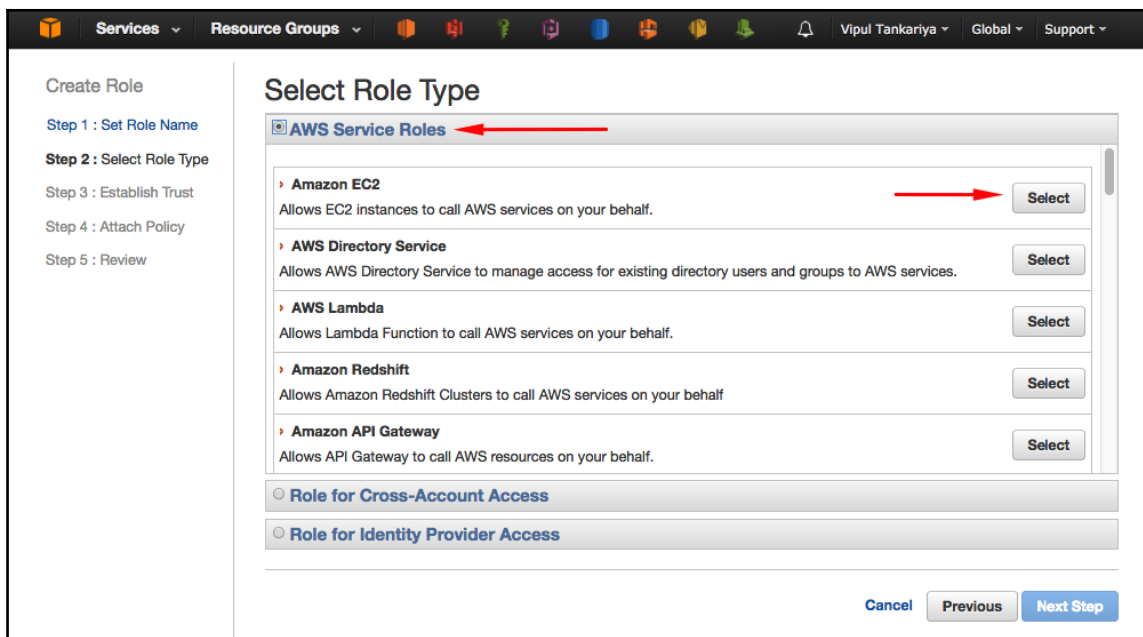 Services Resource Groups Vipul Tankariya Global Support
Create Role
Step 1 : Set Role Name
Step 2 : Select Role Type
Step 3 : Establish Trust
Step 4 : Attach Policy
Step 5 : Review
Select Role Type
AWS Service Roles
Amazon EC2
Allows EC2 instances to call AWS services on your behalf.
Select
AWS Directory Service
Allows AWS Directory Service to manage access for existing directory users and groups to AWS services.
Select
AWS Lambda
Allows Lambda Function to call AWS services on your behalf.
Select
Amazon Redshift
Allows Amazon Redshift Clusters to call AWS services on your behalf
Select
Amazon API Gateway
Allows API Gateway to call AWS resources on your behalf.
Select
Role for Cross-Account Access
Role for Identity Provider Access
Cancel Previous Next Step